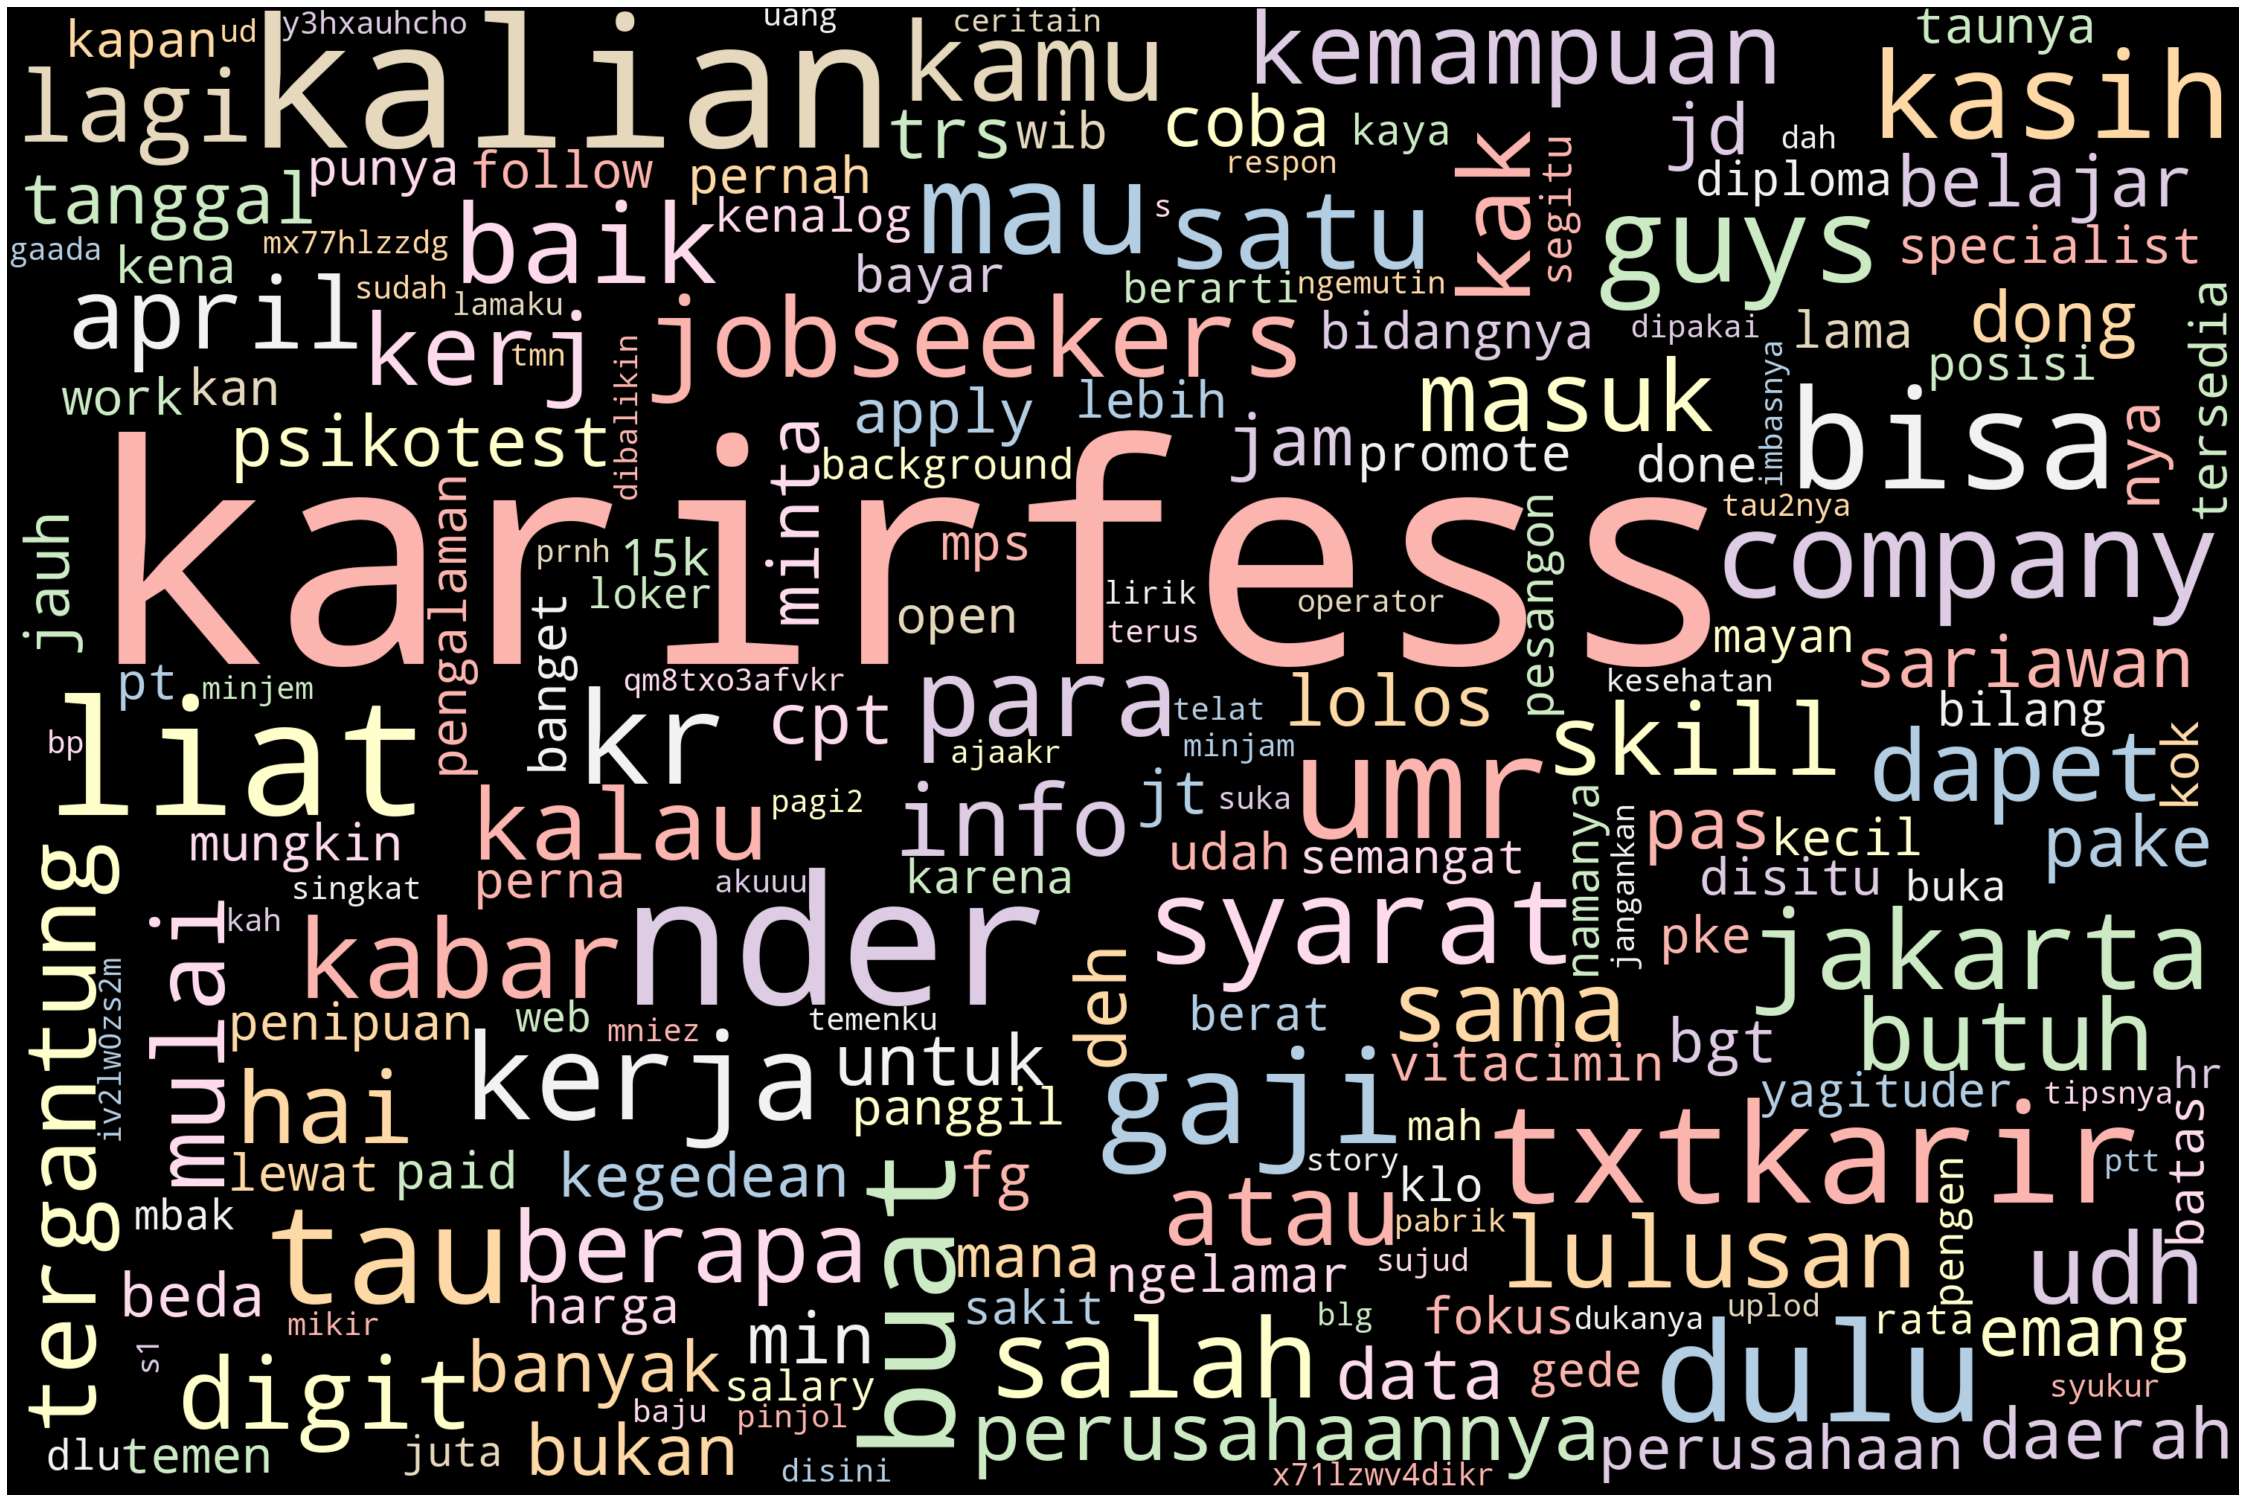 kapan
ud
y3hxauhcho
kalian
uang
ceritain
kamu
kemampuan
taunya
kasih
lagi
trs
wib
coba
kaya
kak
jd
dah
tanggal
punya
follow
pernah
respon
segitu
diploma
belajar
gaada
kena
mx77hlzzdg
baik
kenalog
mau
s
satu
guys
specialist
april
sudah
lamaku
bayar
berarti
ngemutin
kerj
tmn
jobseekers
bidangnya
dipakai
lama
dong
posisi
tersedia
work
kan
dibalikin
apply
lebih
masuk
imbasnya
bisa
nya
psikotest
minta
background
jam
promote
done
tau2nya
karirfess
jauh
pengalaman
prnh
15k
loker
banget
mps
open
lirik
terus
operator
pesangon
company
mayan
sariawan
pt
minjem
qm8txo3afvkr
kr
cpt
para
telat
lolos
kesehatan
bilang
bp
liat
ajaakr
minjam
umr
skill
dapet
kok
kalau
pagi2
info
jt
suka
namanya
jangankan
pas
kecil
pake
mungkin
perna
akuuu
karena
udah
semangat
disitu
buka
tergantung
singkat
mulai
kah
kabar
nder
syarat
pke
jakarta
iv2lw0zs2m
penipuan
web
mniez
temenku
deh
berat
sama
bgt
butuh
hai
kerja
untuk
panggil
gaji
vitacimin
yagituder
tipsnya
hr
batas
lewat
paid
kegedean
buat
fg
mah
story
klo
txtkarir
ptt
mbak
tau
berapa
atau
pabrik
lulusan
pengen
udh
beda
harga
mana
ngelamar
sujud
mikir
min
sakit
blg
fokus
dukanya
uplod
rata
emang
s1
digit
banyak
salary
salah
data
gede
dulu
syukur
baju
pinjol
dlu
temen
juta
bukan
disini
perusahaannya
x71lzwv4dikr
perusahaan
daerah